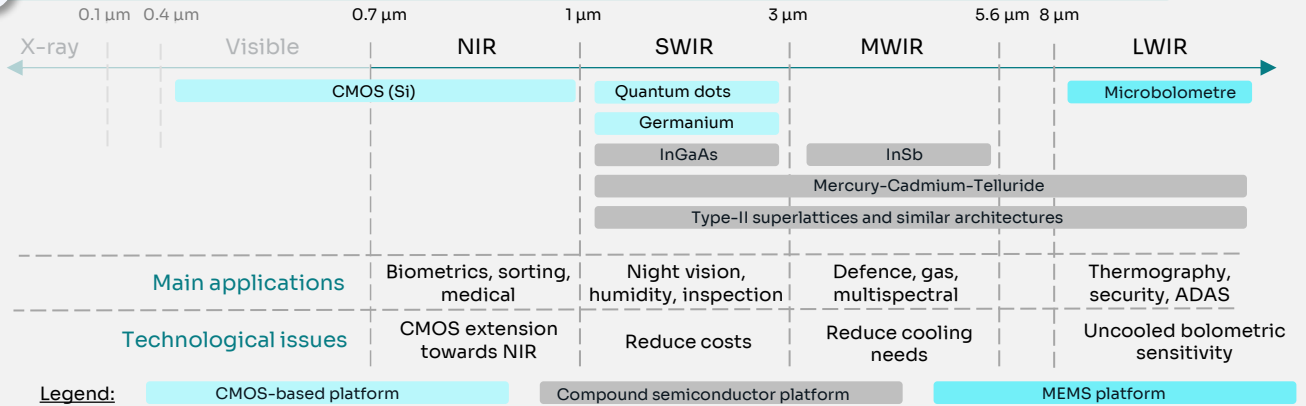 0.1 µm 0.4 µm 0.7 µm 1 µm 3 µm 5.6 µm 8 µm
X-ray Visible NIR SWIR MWIR LWIR
CMOS (Si) Quantum dots Microbolometre
Germanium
InGaAs InSb
Mercury-Cadmium-Telluride
Type-II superlattices and similar architectures
Main applications
Biometrics, sorting,
medical
Night vision,
humidity, inspection
Defence, gas,
multispectral
Thermography,
security, ADAS
Technological issues
CMOS extension
towards NIR
Reduce costs
Reduce cooling
needs
Uncooled bolometric
sensitivity
Legend: CMOS-based platform Compound semiconductor platform MEMS platform